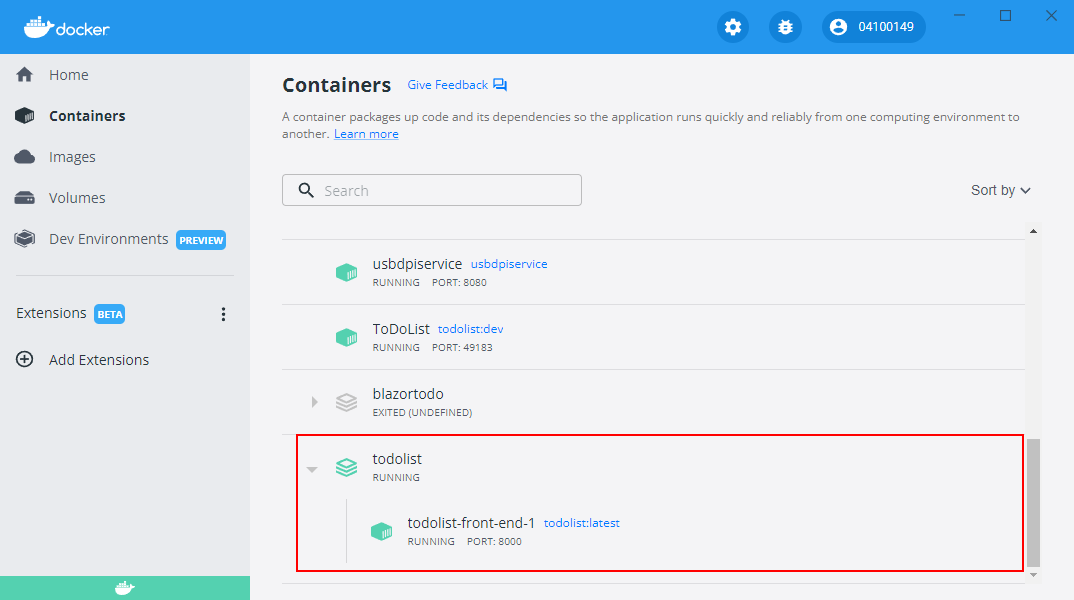 docker
04100149
Home
Containers
Images
Volumes
Dev Environments PREVIEW
Extensions BETA
Add Extensions
Containers Give Feedback
A container packages up code and its dependencies so the application runs quickly and reliably from one computing environment to
another. Learn more
Search
Sort by
usbdpiservice usbdpiservice
RUNNING PORT: 8080
ToDoList todolist:dev
RUNNING PORT: 49183
blazortodo
EXITED (UNDEFINED)
todolist
RUNNING
todolist-front-end-1 todolist:latest
RUNNING PORT: 8000